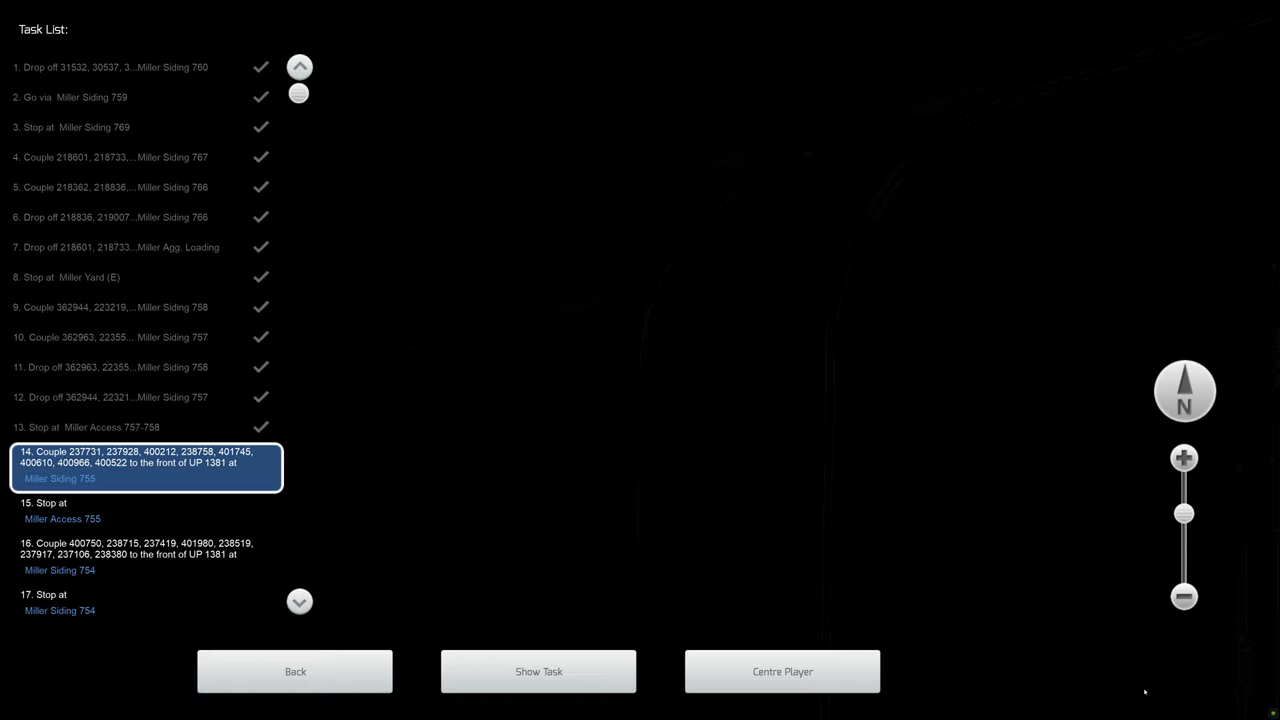 Task List:
1. Drop off 31532, 30537, 3...Miller Siding 760
2. Go via Miller Siding 759
3. Stop at Miller Siding 769
4. Couple 218601, 218733,...Miller Siding 767
5. Couple 218362, 218836,...Miller Siding 766
6. Drop off 218836, 219007...Miller Siding 766
7. Drop off 218601, 218733...Miller Agg. Loading
8. Stop at Miller Yard (E)
9. Couple 362944, 223219,...Miller Siding 758
10. Couple 362963, 22355... Miller Siding 757
11. Drop off 362963, 22355...Miller Siding 758
12. Drop off 362944, 22321...Miller Siding 757
13. Stop at Miller Access 757-758
14. Couple 237731, 237928, 400212, 238758, 401745,
400610, 400966, 400522 to the front of UP 1381 at
Miller Siding 755
15. Stop at
Miller Access 755
16. Couple 400750, 238715, 237419, 401980, 238519,
237917, 237106, 238380 to the front of UP 1381 at
Miller Siding 754
17. Stop at
Miller Siding 754
N
Back
Show Task
Centre Player